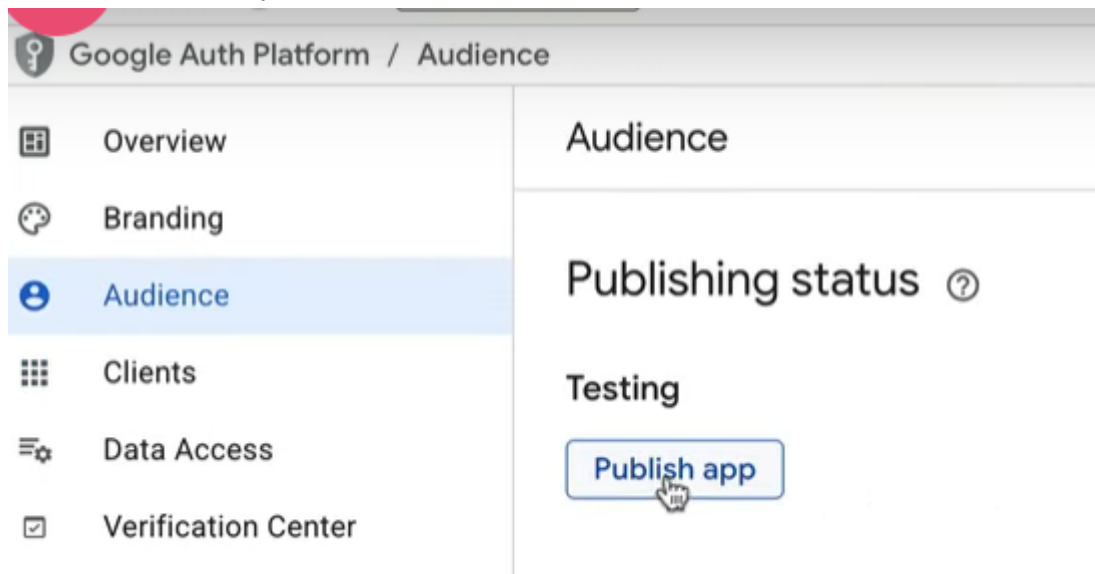 Google Auth Platform / Audience
Overview
Branding
Audience
Clients
Data Access
Verification Center
Audience
Publishing status
Testing
Publish app